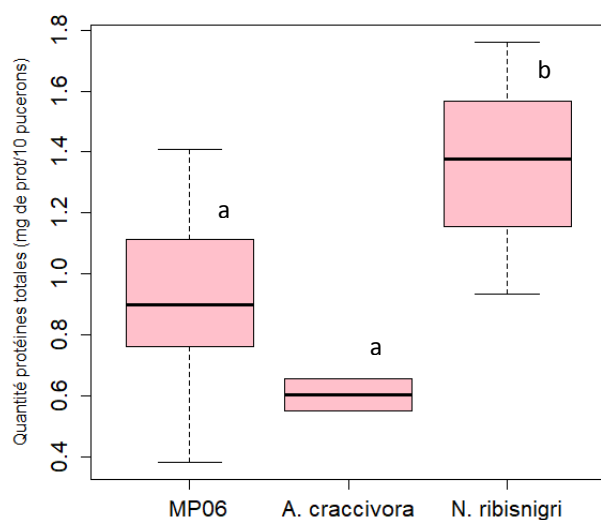 Quantité protéines totales (mg de prot/10 pucerons)
1.8
1.6
1.4
1.2
1.0
0.8
0.6
0.4
a
a
b
MP06 A. craccivora N. ribisnigri